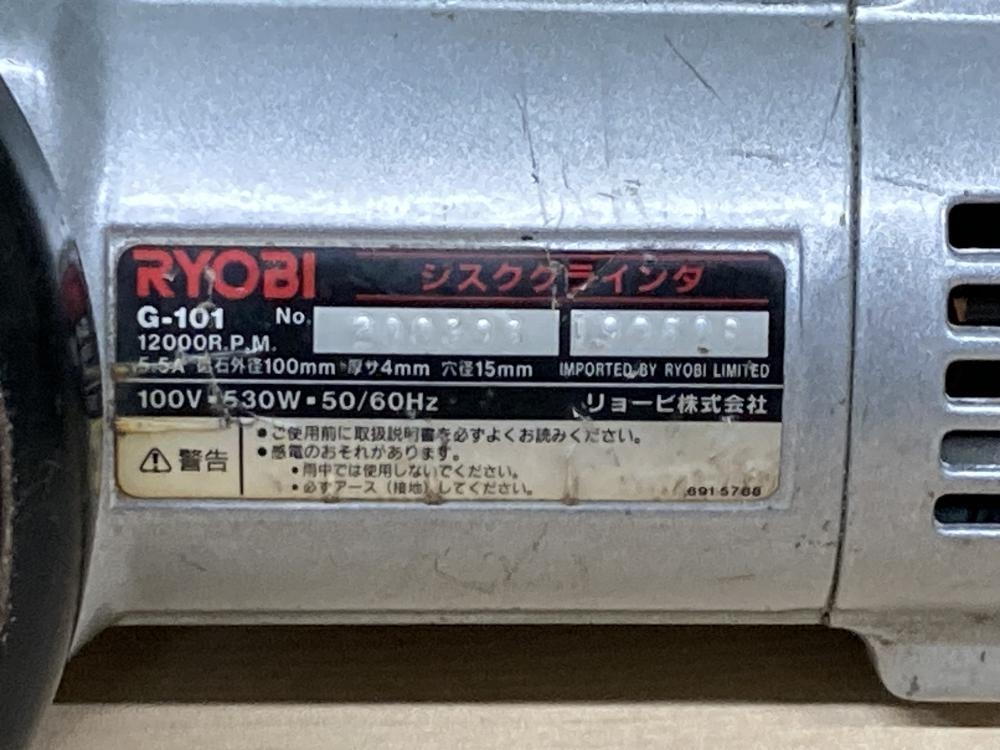 RYOBI
ジスクグラインダ
G-101 No.
12000R.P.M.
5.5A 砥石外径100mm 厚サ4mm 穴径15mm IMPORTED BY RYOBI LIMITED
100V・530W・50/60Hz リョービ株式会社
警告
●ご使用前に取扱説明書を必ずよくお読みください。
●感電のおそれがあります。
●雨中では使用しないでください。
●必ずアース（接地）してください。